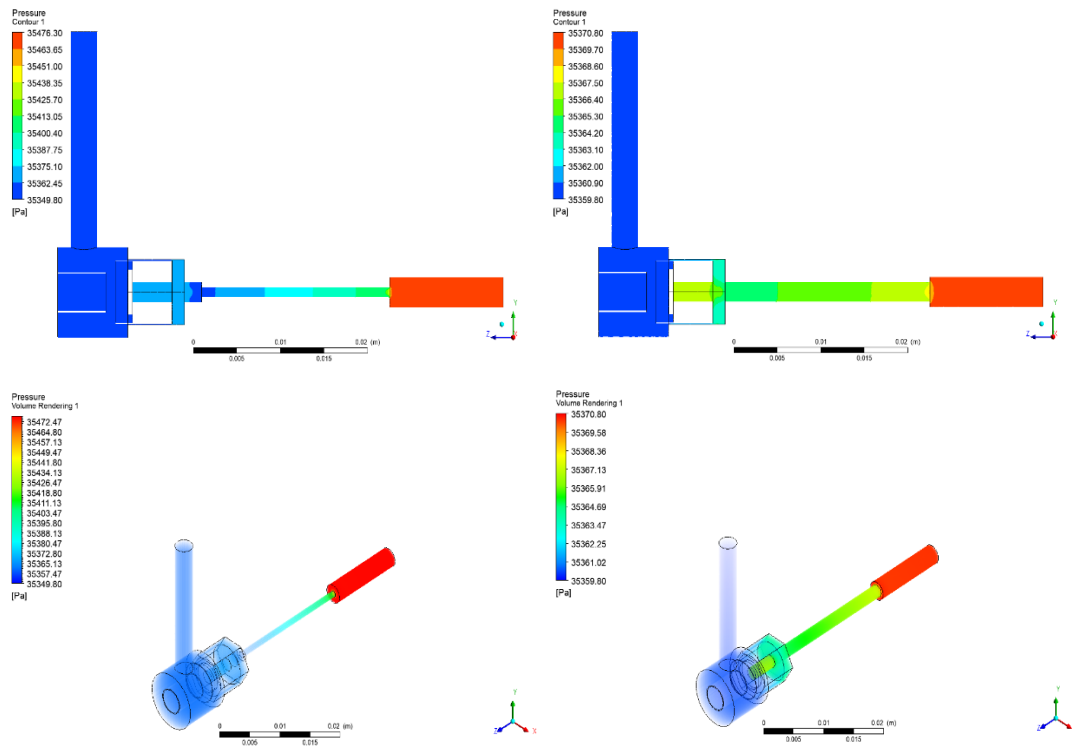 Pressure
Contour 1
35476.30
35463.65
35451.00
35438.35
35425.70
35413.05
35400.40
35387.75
35375.10
35362.45
35349.80
[Pa]
0 0.01 0.02 (m)
0.005 0.015
Y
Z X
Pressure
Contour 1
35370.80
35369.70
35368.60
35367.50
35366.40
35365.30
35364.20
35363.10
35362.00
35360.90
35359.80
[Pa]
0 0.01 0.02 (m)
0.005 0.015
Y
Z X
Pressure
Volume Rendering 1
35472.47
35464.80
35457.13
35449.47
35441.80
35434.13
35426.47
35418.80
35411.13
35403.47
35395.80
35388.13
35380.47
35372.80
35365.13
35357.47
35349.80
[Pa]
0 0.01 0.02 (m)
0.005 0.015
Y
Z X
Pressure
Volume Rendering 1
35370.80
35369.58
35368.36
35367.13
35365.91
35364.69
35363.47
35362.25
35361.02
35359.80
[Pa]
0 0.01 0.02 (m)
0.005 0.015
Y
Z X